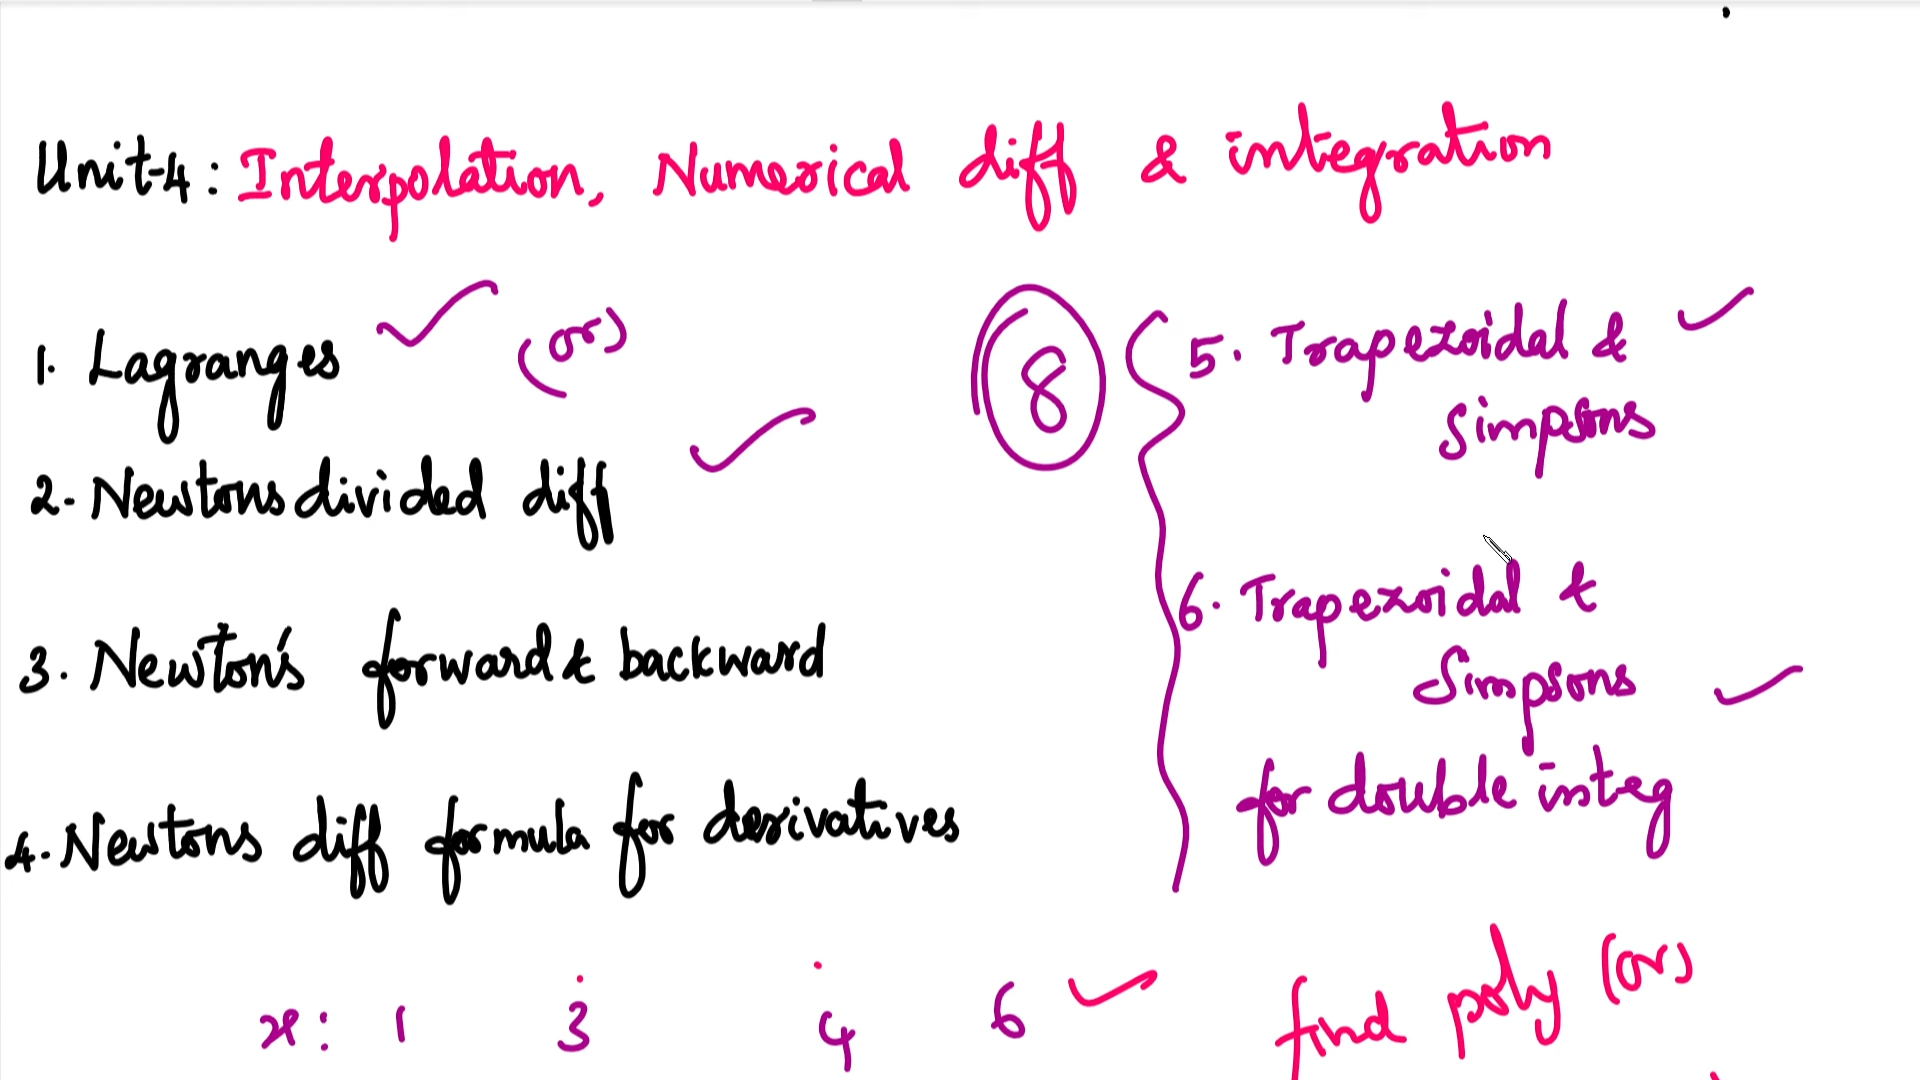 Unit-4: Interpolation, Numerical diff & integration
1. Lagranges (or)
2. Newtons divided diff
3. Newton's forward & backward
4. Newtons diff formula for derivatives
8
5. Trapezoidal &
Simpsons
6. Trapezoidal &
Simpsons
for double integ
x: 1 3 4 6
find poly (or)